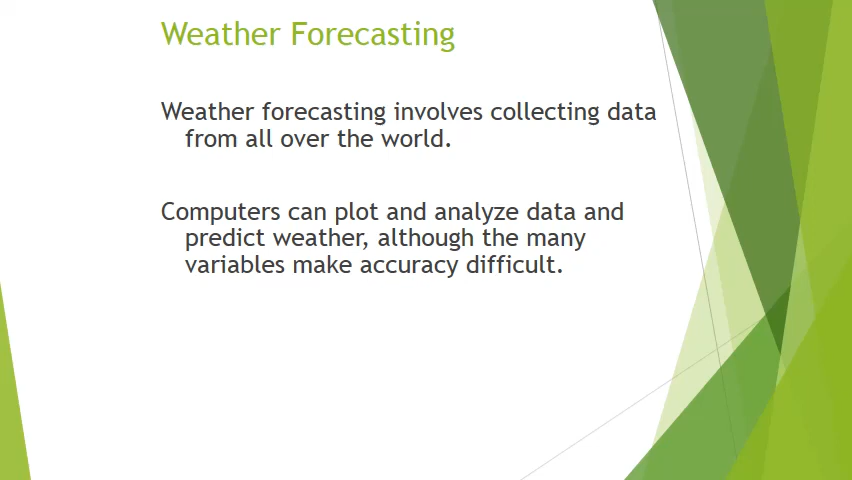 Weather Forecasting
Weather forecasting involves collecting data
from all over the world.
Computers can plot and analyze data and
predict weather, although the many
variables make accuracy difficult.